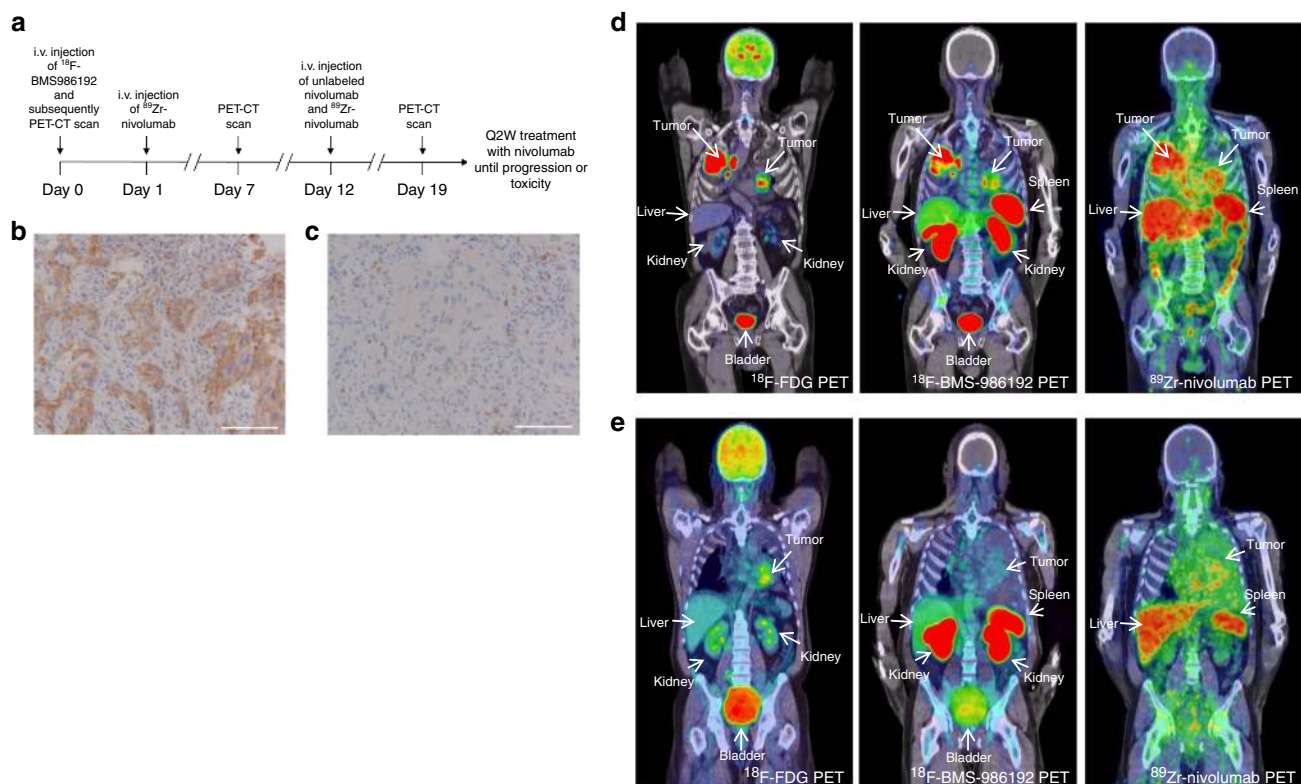 a
i.v. injection
of 18F-
BMS986192
and
subsequently
PET-CT scan
i.v. injection
of 89Zr-
nivolumab
PET-CT
scan
i.v. injection
of unlabeled
nivolumab
and 89Zr-
nivolumab
PET-CT
scan
Q2W treatment
with nivolumab
until progression or
toxicity
Day 0
Day 1
Day 7
Day 12
Day 19
b
c
d
Tumor
Tumor
Liver
Kidney
Kidney
Bladder
18F-FDG PET
Tumor
Tumor
Spleen
Liver
Kidney
Kidney
Bladder
18F-BMS-986192 PET
Tumor
Tumor
Spleen
Liver
89Zr-nivolumab PET
e
Tumor
Liver
Kidney
Kidney
Bladder
18F-FDG PET
Tumor
Spleen
Liver
Kidney
Kidney
Bladder
18F-BMS-986192 PET
Tumor
Spleen
Liver
89Zr-nivolumab PET